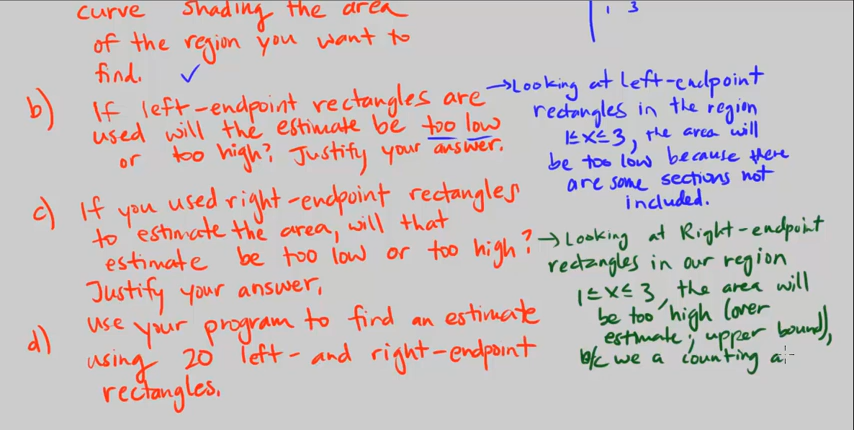 curve shading the area
of the region you want to
find.
1 3
b) If left-endpoint rectangles are
used will the estimate be too low
or too high? Justify your answer.
→Looking at left-endpoint
rectangles in the region
1≤x≤3, the area will
be too low because there
are some sections not
included.
c) If you used right-endpoint rectangles
to estimate the area, will that
estimate be too low or too high?
Justify your answer.
→Looking at Right-endpoint
rectangles in our region
1≤x≤3, the area will
be too high (over
estimate; upper bound),
b/c we a counting a
d) use your program to find an estimate
using 20 left- and right-endpoint
rectangles.